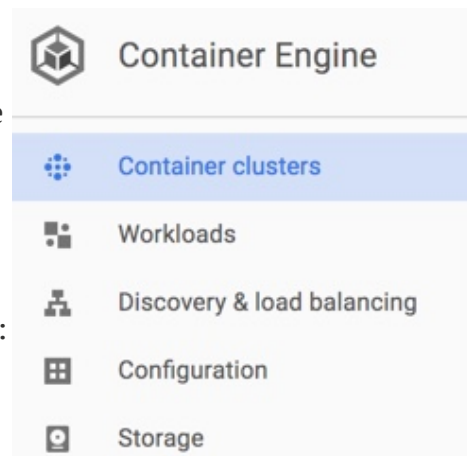 Container Engine
e
Container clusters
Workloads
Discovery & load balancing
:
Configuration
Storage